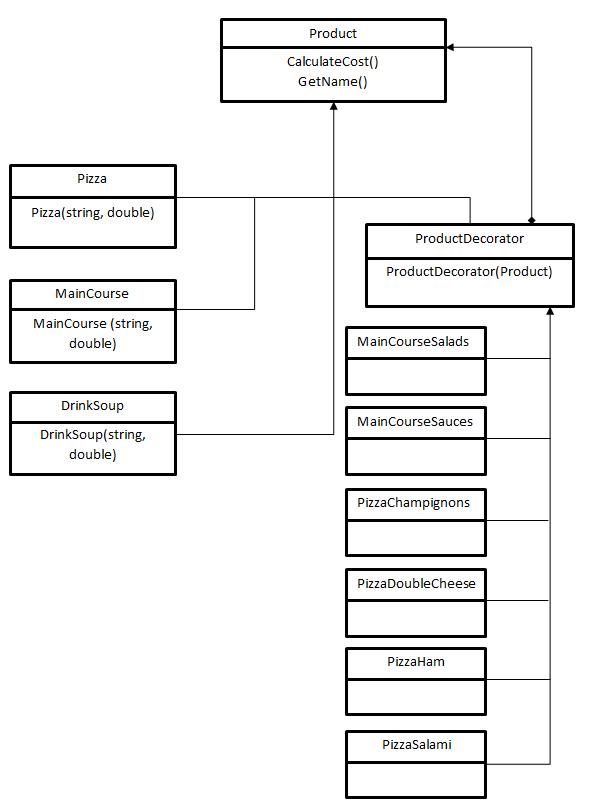 Product
CalculateCost()
GetName()
Pizza
Pizza(string, double)
ProductDecorator
ProductDecorator(Product)
MainCourse
MainCourse (string,
double)
MainCourseSalads
DrinkSoup
DrinkSoup(string,
double)
MainCourseSauces
PizzaChampignons
PizzaDoubleCheese
PizzaHam
PizzaSalami